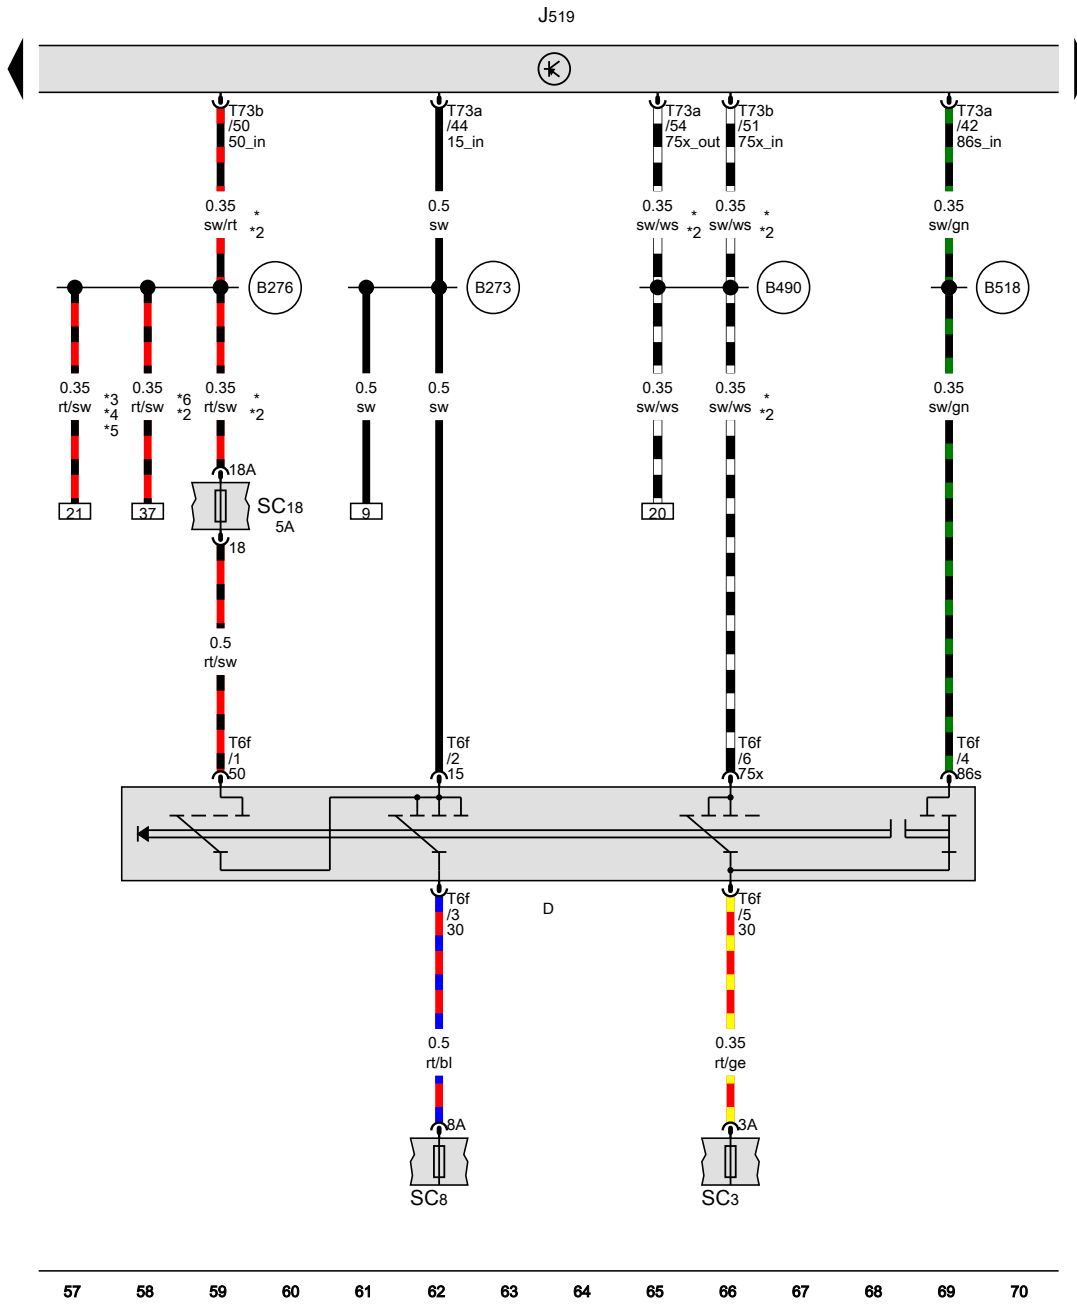 J519
T73b
/50
50_in
T73a
/44
15_in
T73a
/54
75x_out
T73b
/51
75x_in
T73a
/42
86s_in
0.35
sw/rt
*
*2
0.5
sw
0.35
sw/ws
*
*2
0.35
sw/ws
*
*2
0.35
sw/gn
B276
B273
B490
B518
0.35
rt/sw
*3
*4
*5
0.35
rt/sw
*6
*2
0.35
rt/sw
*
*2
0.5
sw
0.5
sw
0.35
sw/ws
0.35
sw/ws
*
*2
0.35
sw/gn
18A
21
37
SC18
5A
9
20
18
0.5
rt/sw
T6f
/1
50
T6f
/2
15
T6f
/6
75x
T6f
/4
86s
T6f
/3
30
D
T6f
/5
30
0.5
rt/bl
0.35
rt/ge
8A
3A
SC8
SC3
57 58 59 60 61 62 63 64 65 66 67 68 69 70